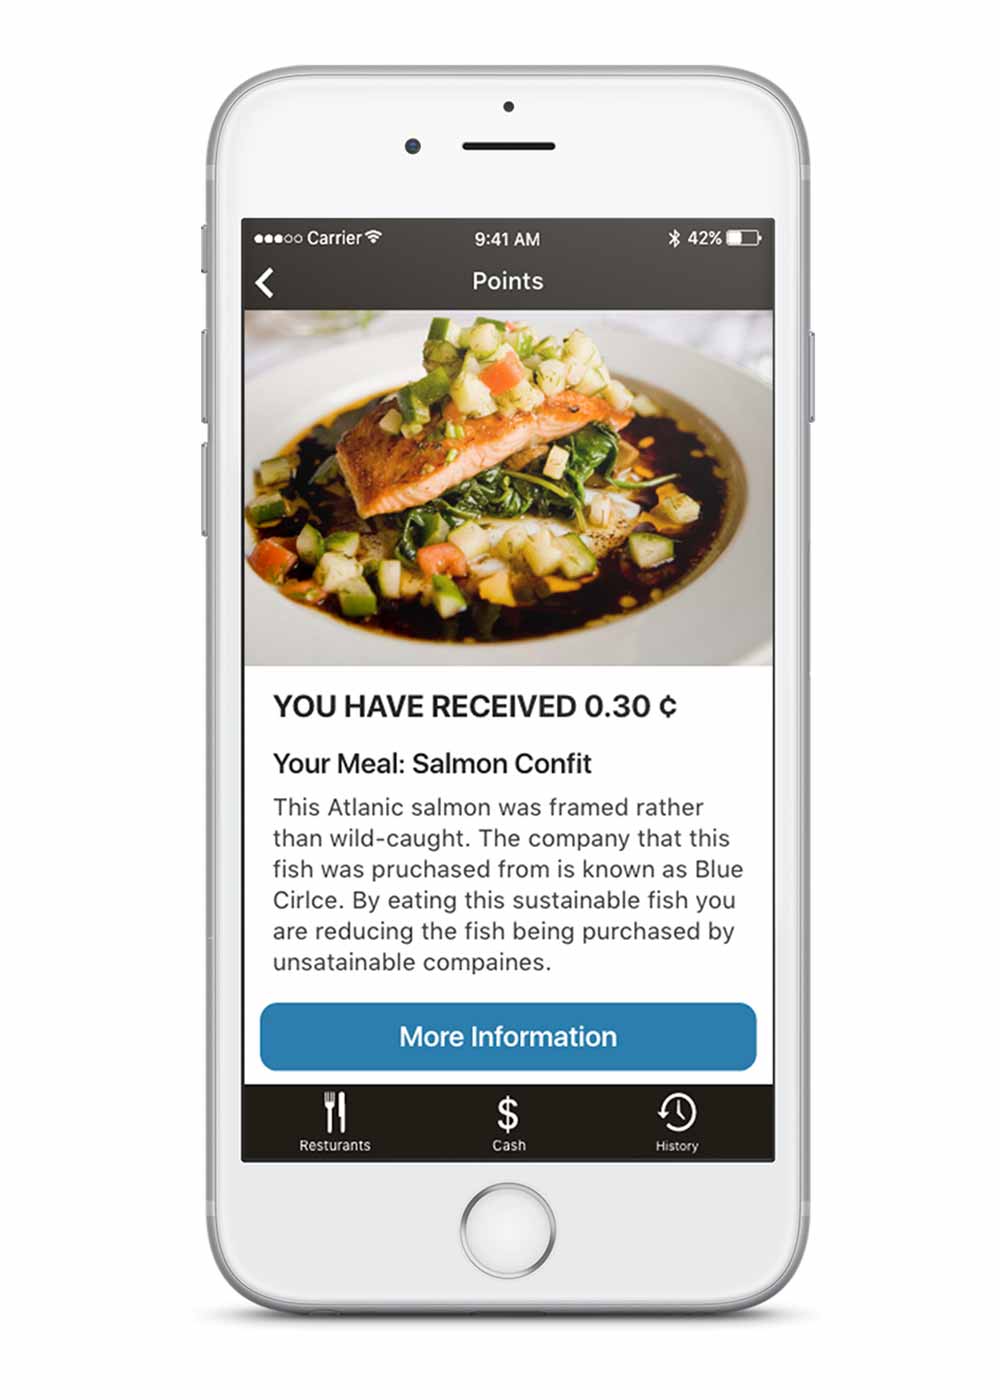 Carrier 9:41 AM 42%
Points
YOU HAVE RECEIVED 0.30 ¢
Your Meal: Salmon Confit
This Atlanic salmon was framed rather
than wild-caught. The company that this
fish was pruchased from is known as Blue
Cirlce. By eating this sustainable fish you
are reducing the fish being purchased by
unsatainable compaines.
More Information
$
Resturants Cash History